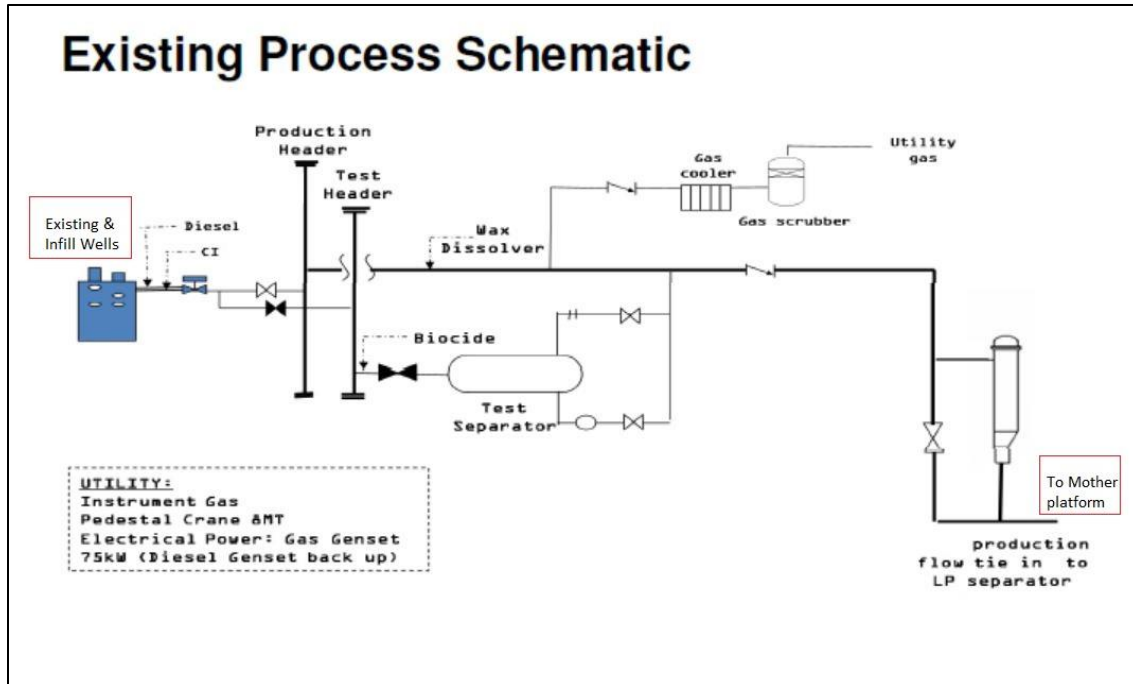 Existing Process Schematic
Production
Header
Test
Header
Existing &
Infill Wells
Diesel
CI
Wax
Dissolver
Gas
cooler
Gas scrubber
Utility
gas
Biocide
Test
Separator
UTILITY:
Instrument Gas
Pedestal Crane 8MT
Electrical Power: Gas Genset
75kW (Diesel Genset back up)
To Mother
platform
production
flow tie in to
LP separator